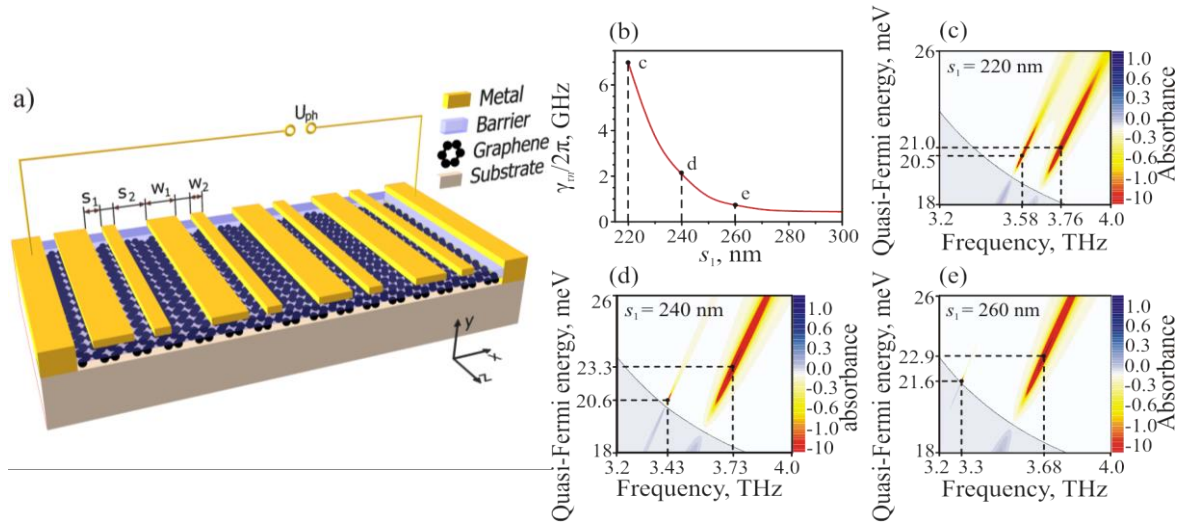 a)
U_ph
Metal
Barrier
Graphene
Substrate
s₁
s₂
w₁
w₂
y
x
z
(b)
γ_rn/2π, GHz
6
4
2
0
c
d
e
220 240 260 280 300
s₁, nm
(c)
Quasi-Fermi energy, meV
26
21.0
20.5
18
s₁ = 220 nm
3.2 3.58 3.76 4.0
Frequency, THz
1.0
0.6
0.3
0.0
-0.3
-0.6
-1.0
-10
Absorbance
(d)
Quasi-Fermi energy, meV
26
23.3
20.6
18
s₁ = 240 nm
3.2 3.43 3.73 4.0
Frequency, THz
1.0
0.6
0.3
0.0
-0.3
-0.6
-1.0
-10
absorbance
(e)
Quasi-Fermi energy, meV
26
22.9
21.6
18
s₁ = 260 nm
3.2 3.3 3.68 4.0
Frequency, THz
1.0
0.6
0.3
0.0
-0.3
-0.6
-1.0
-10
Absorbance